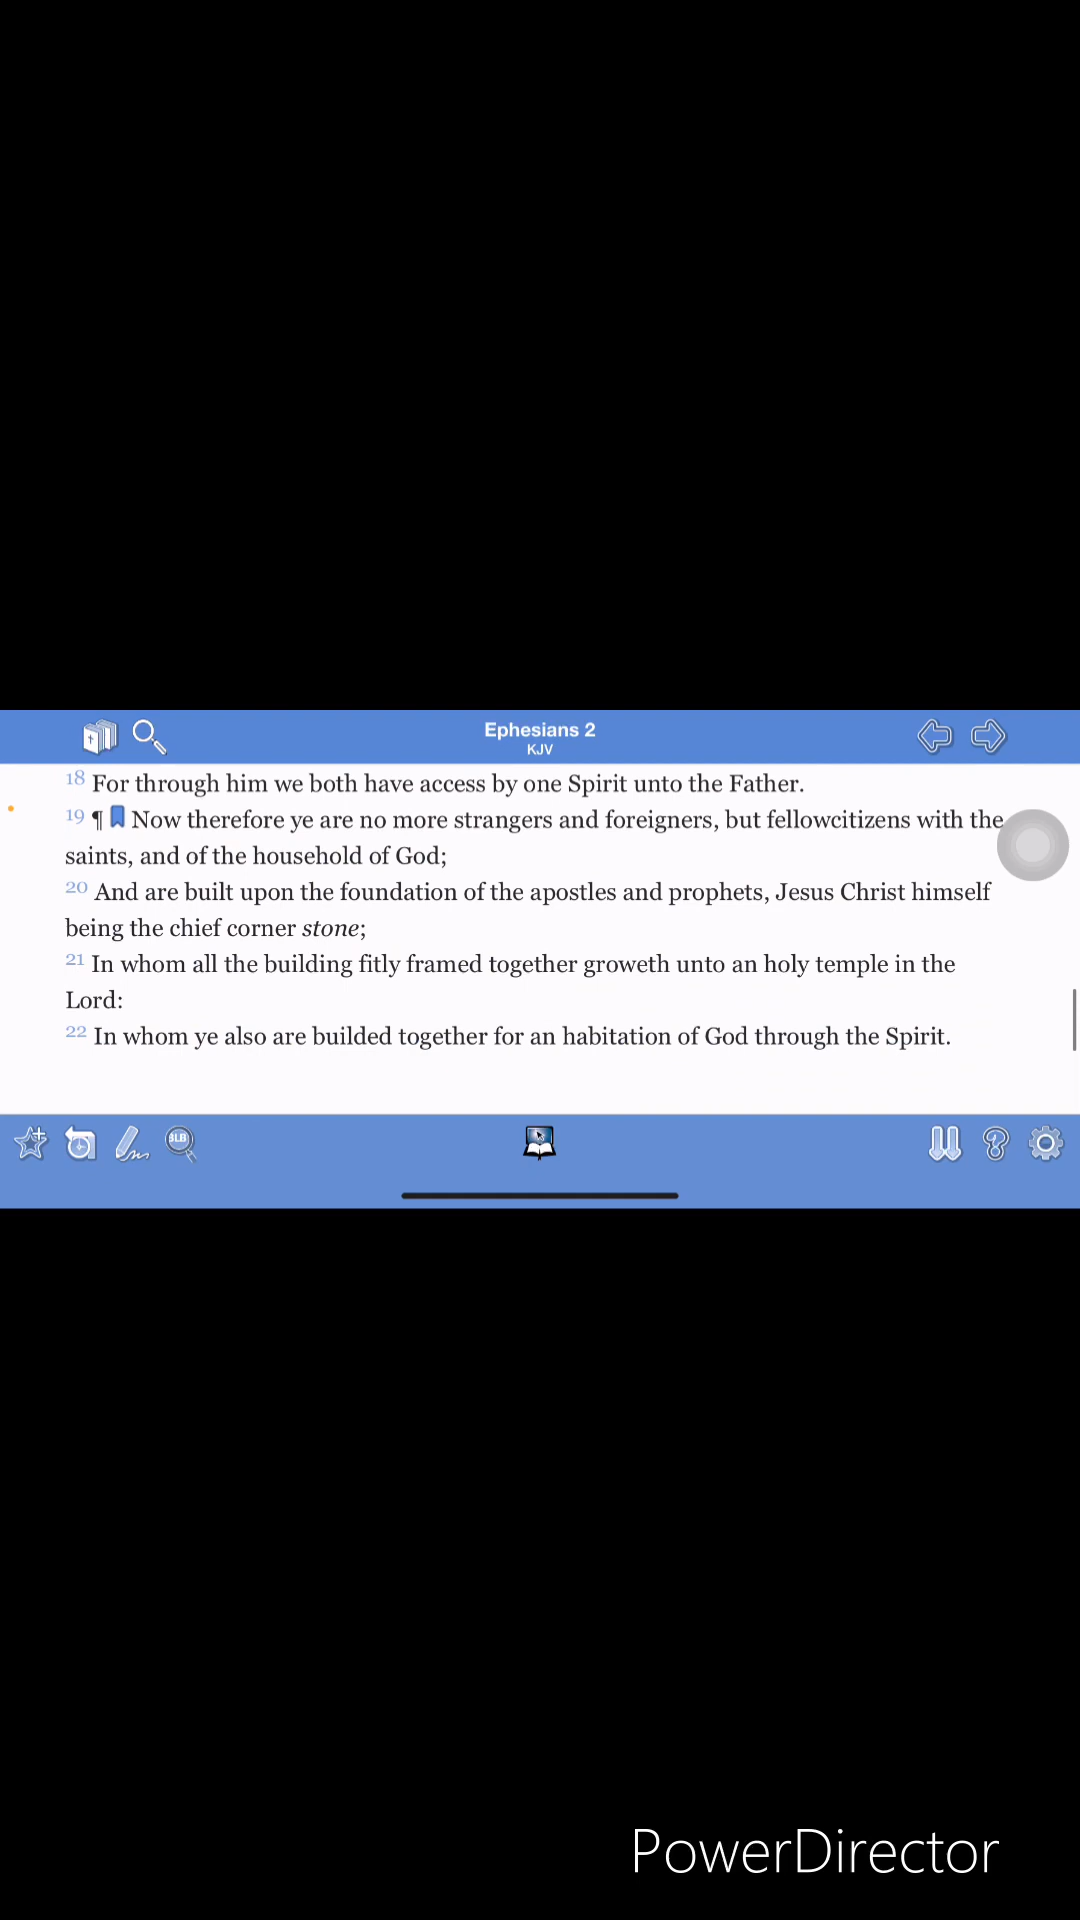 Ephesians 2
KJV
18 For through him we both have access by one Spirit unto the Father.
19 ¶ Now therefore ye are no more strangers and foreigners, but fellowcitizens with the
saints, and of the household of God;
20 And are built upon the foundation of the apostles and prophets, Jesus Christ himself
being the chief corner stone;
21 In whom all the building fitly framed together groweth unto an holy temple in the
Lord:
22 In whom ye also are builded together for an habitation of God through the Spirit.
BLB
PowerDirector